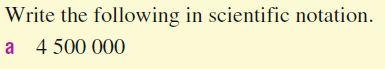 Write the following in scientific notation.
a 4 500 000